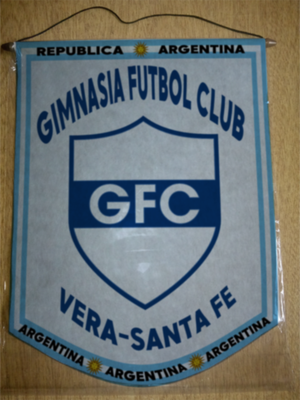 REPUBLICA ARGENTINA
GIMNASIA FUTBOL CLUB
GFC
VERA-SANTA FE
ARGENTINA ARGENTINA ARGENTINA